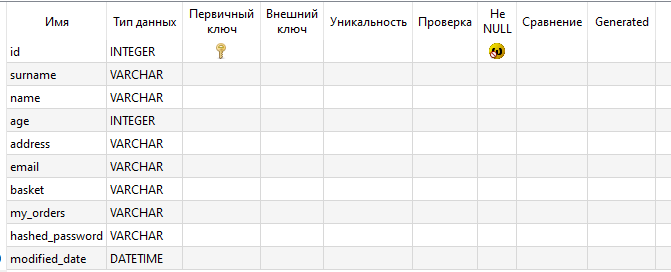 Имя Тип данных Первичный ключ Внешний ключ Уникальность Проверка Не NULL Сравнение Generated
id INTEGER
surname VARCHAR
name VARCHAR
age INTEGER
address VARCHAR
email VARCHAR
basket VARCHAR
my_orders VARCHAR
hashed_password VARCHAR
modified_date DATETIME